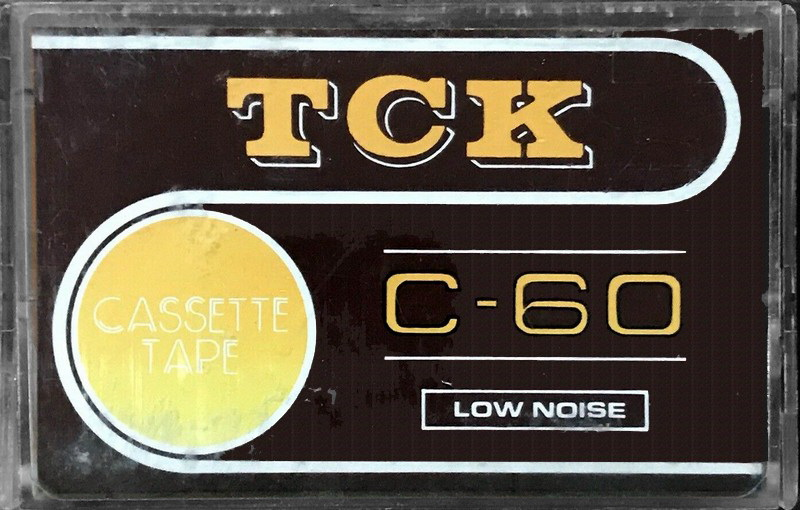 TCK
CASSETTE
TAPE
C-60
LOW NOISE